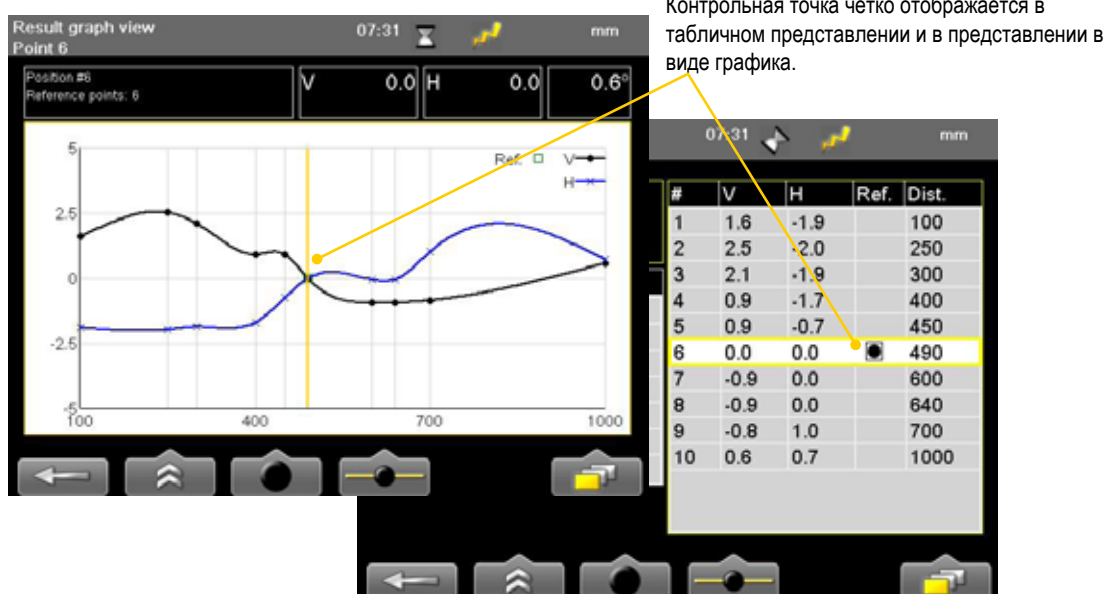 Контрольная точка четко отображается в
табличном представлении и в представлении в
виде графика.
Result graph view
Point 6
07:31
mm
Position #6
Reference points: 6
V 0.0
H 0.0
0.6°
Ref. V
H
5
2.5
0
-2.5
-5
100 400 700 1000
07:31
mm
# V H Ref. Dist.
1 1.6 -1.9 100
2 2.5 -2.0 250
3 2.1 -1.9 300
4 0.9 -1.7 400
5 0.9 -0.7 450
6 0.0 0.0 490
7 -0.9 0.0 600
8 -0.9 0.0 640
9 -0.8 1.0 700
10 0.6 0.7 1000